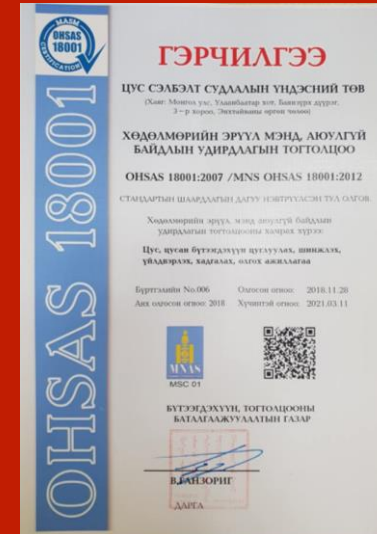 MASM
OHSAS
18001
CERTIFICATION
OHSAS 18001
ГЭРЧИЛГЭЭ
ЦУС СЭЛБЭЛТ СУДЛАЛЫН ҮНДЭСНИЙ ТӨВ
(Хаяг: Монгол улс, Улаанбаатар хот, Баянзүрх дүүрэг,
3-р хороо, Энхтайваны өргөн чөлөө)
ХӨДӨЛМӨРИЙН ЭРҮҮЛ МЭНД, АЮУЛГҮЙ
БАЙДЛЫН УДИРДЛАГЫН ТОГТОЛЦОО
OHSAS 18001:2007 /MNS OHSAS 18001:2012
СТАНДАРТЫН ШААРДЛАГЫН ДАГУУ НЭВТРҮҮЛСЭН ТУЛ ОЛГОВ.
Хөдөлмөрийн эрүүл мэнд аюулгүй байдлын
удирдлагын тогтолцооны хамрах хүрээ:
Цус, цусан бүтээгдэхүүн цуглуулах, шинжлэх,
үйлдвэрлэх, хадгалах, олгох ажиллагаа
Бүртгэлийн No.006 Олгосон огноо: 2018.11.28
Анх олгосон огноо: 2018 Хүчинтэй огноо: 2021.03.11
MNAS
MSC 01
БҮТЭЭГДЭХҮҮН, ТОГТОЛЦООНЫ
БАТАЛГААЖУУЛАЛТЫН ГАЗАР
В.ГАНЗОРИГ
ДАРГА